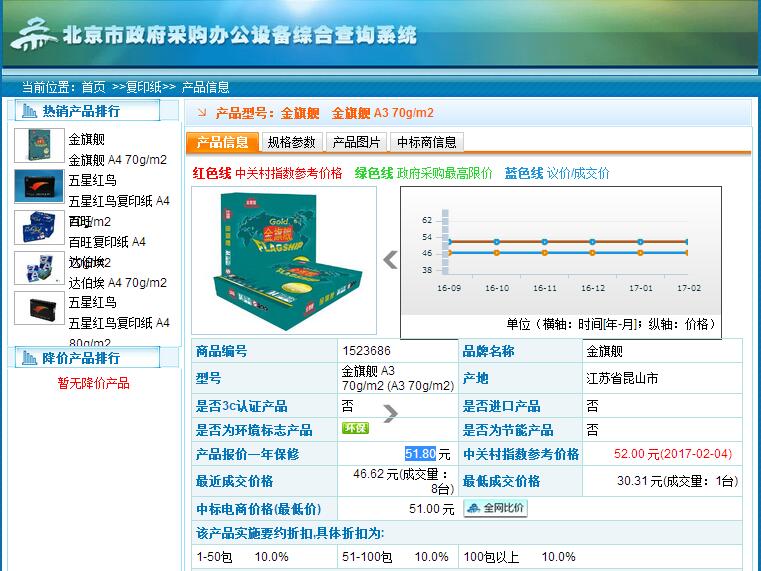 北京市政府采购办公设备综合查询系统
当前位置：首页 >>复印纸>> 产品信息
热销产品排行
金旗舰
金旗舰 A4 70g/m2
五星红鸟
五星红鸟复印纸 A4
百旺
百旺复印纸 A4
达伯埃
达伯埃 A4 70g/m2
五星红鸟
五星红鸟复印纸 A4
80g/m2
降价产品排行
暂无降价产品
产品型号：金旗舰 金旗舰 A3 70g/m2
产品信息 规格参数 产品图片 中标商信息
红色线 中关村指数参考价格 绿色线 政府采购最高限价 蓝色线 议价/成交价
Gold
金旗舰
FLAGSHIP
62
54
46
38
16-09 16-10 16-11 16-12 17-01 17-02
单位（横轴：时间[年-月]；纵轴：价格）
商品编号 1523686 品牌名称 金旗舰
型号 金旗舰 A3 70g/m2 (A3 70g/m2) 产地 江苏省昆山市
是否3c认证产品 否 是否进口产品 否
是否为环境标志产品 环保 是否为节能产品 否
产品报价一年保修 51.80 元 中关村指数参考价格 52.00 元(2017-02-04)
最近成交价格 46.62 元(成交量：8台) 最低成交价格 30.31 元(成交量：1台)
中标电商价格(最低价) 51.00 元 全网比价
该产品实施要约折扣,具体折扣为:
1-50包 10.0% 51-100包 10.0% 100包以上 10.0%